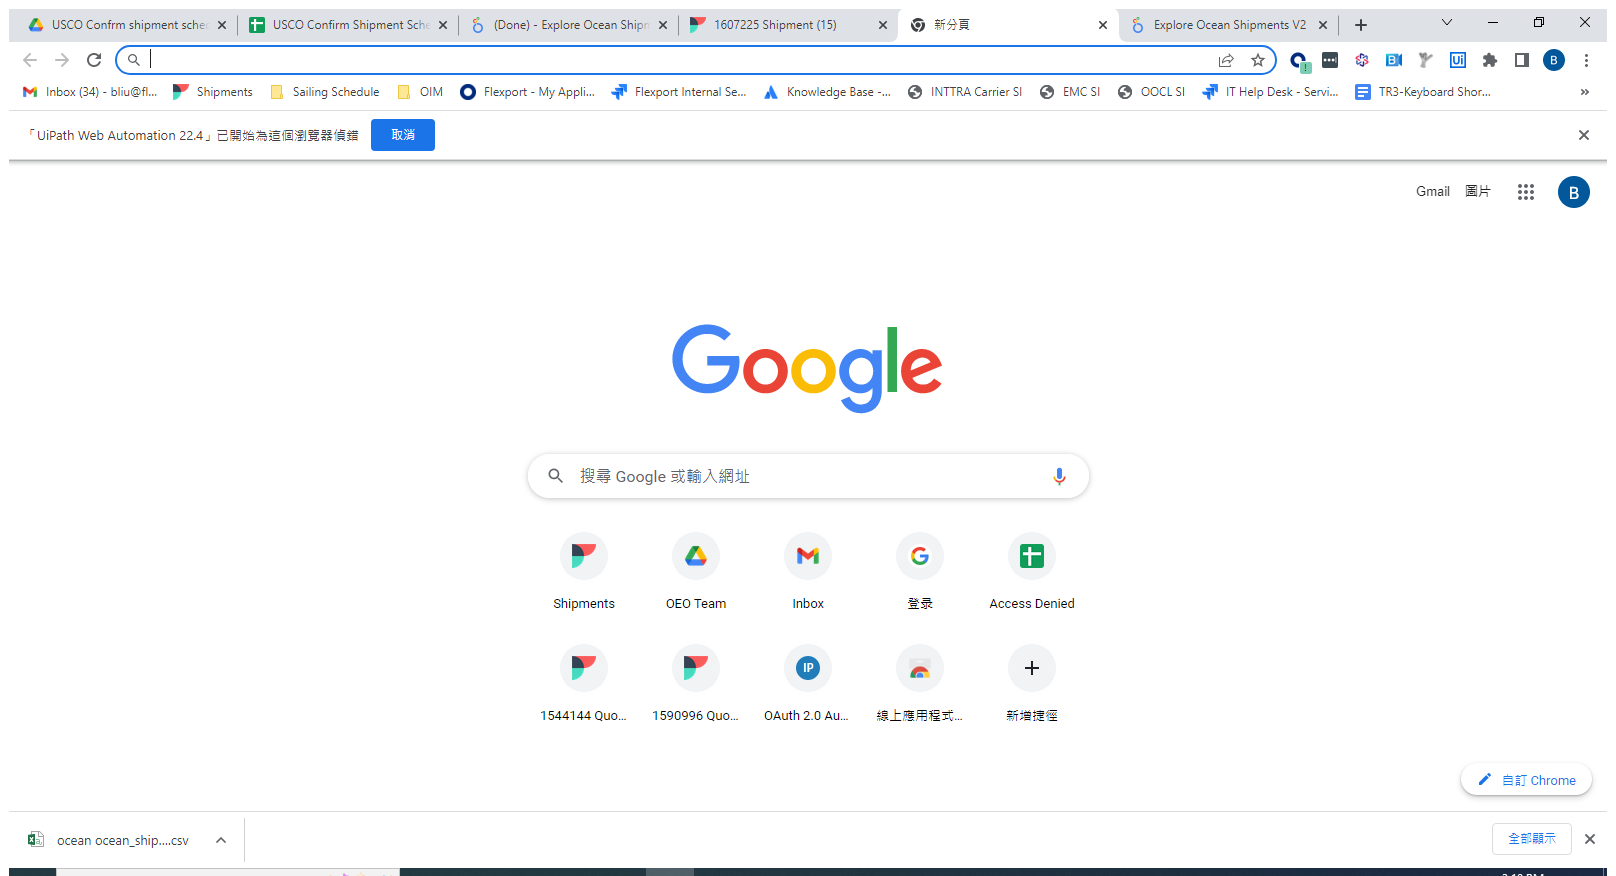 USCO Confrm shipment sched
USCO Confirm Shipment Sche
(Done) - Explore Ocean Shipm
1607225 Shipment (15)
新分頁
Explore Ocean Shipments V2
Inbox (34) - bliu@fl...
Shipments
Sailing Schedule
OIM
Flexport - My Appli...
Flexport Internal Se...
Knowledge Base -...
INTTRA Carrier SI
EMC SI
OOCL SI
IT Help Desk - Servi...
TR3-Keyboard Shor...
「UiPath Web Automation 22.4」已開始為這個瀏覽器偵錯
取消
Gmail
圖片
B
Google
搜尋 Google 或輸入網址
Shipments
OEO Team
Inbox
登录
Access Denied
IP
1544144 Quo...
1590996 Quo...
OAuth 2.0 Au...
線上應用程式...
新增捷徑
自訂 Chrome
ocean ocean_ship....csv
全部顯示